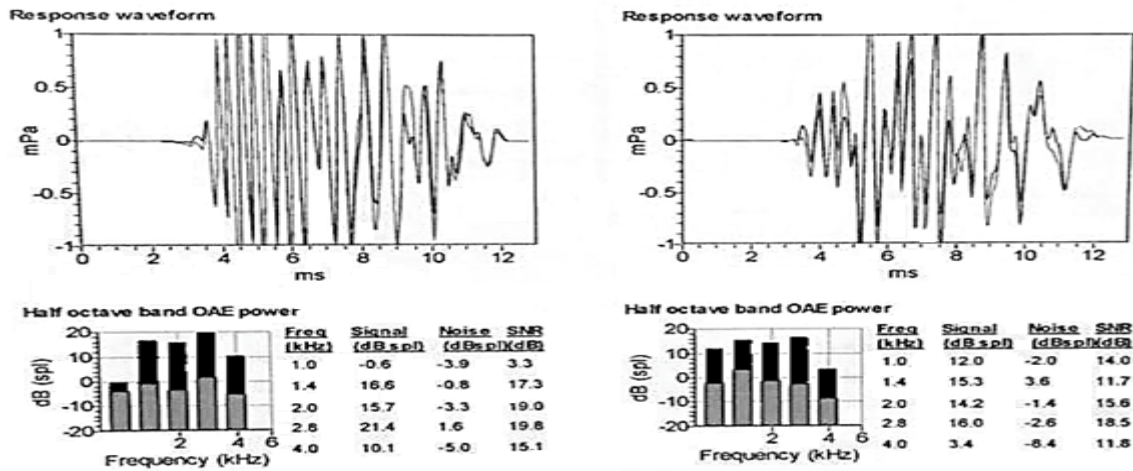 Response waveform
1
0.5
0
-0.5
-1
mPa
0 2 4 6 8 10 12
ms
Half octave band OAE power
20
10
0
-10
-20
dB (spl)
2 4 6
Frequency (kHz)
Freq Signal Noise SNR
(kHz) (dB spl) (dBspl)(dB)
1.0 -0.6 -3.9 3.3
1.4 16.6 -0.8 17.3
2.0 15.7 -3.3 19.0
2.8 21.4 1.6 19.8
4.0 10.1 -5.0 15.1
Response waveform
1
0.5
0
-0.5
-1
mPa
0 2 4 6 8 10 12
ms
Half octave band OAE power
20
10
0
-10
-20
dB (spl)
2 4 6
Frequency (kHz)
Freq Signal Noise SNR
(kHz) (dB spl) (dBspl)(dB)
1.0 12.0 -2.0 14.0
1.4 15.3 3.6 11.7
2.0 14.2 -1.4 15.6
2.8 16.0 -2.6 18.5
4.0 3.4 -8.4 11.8